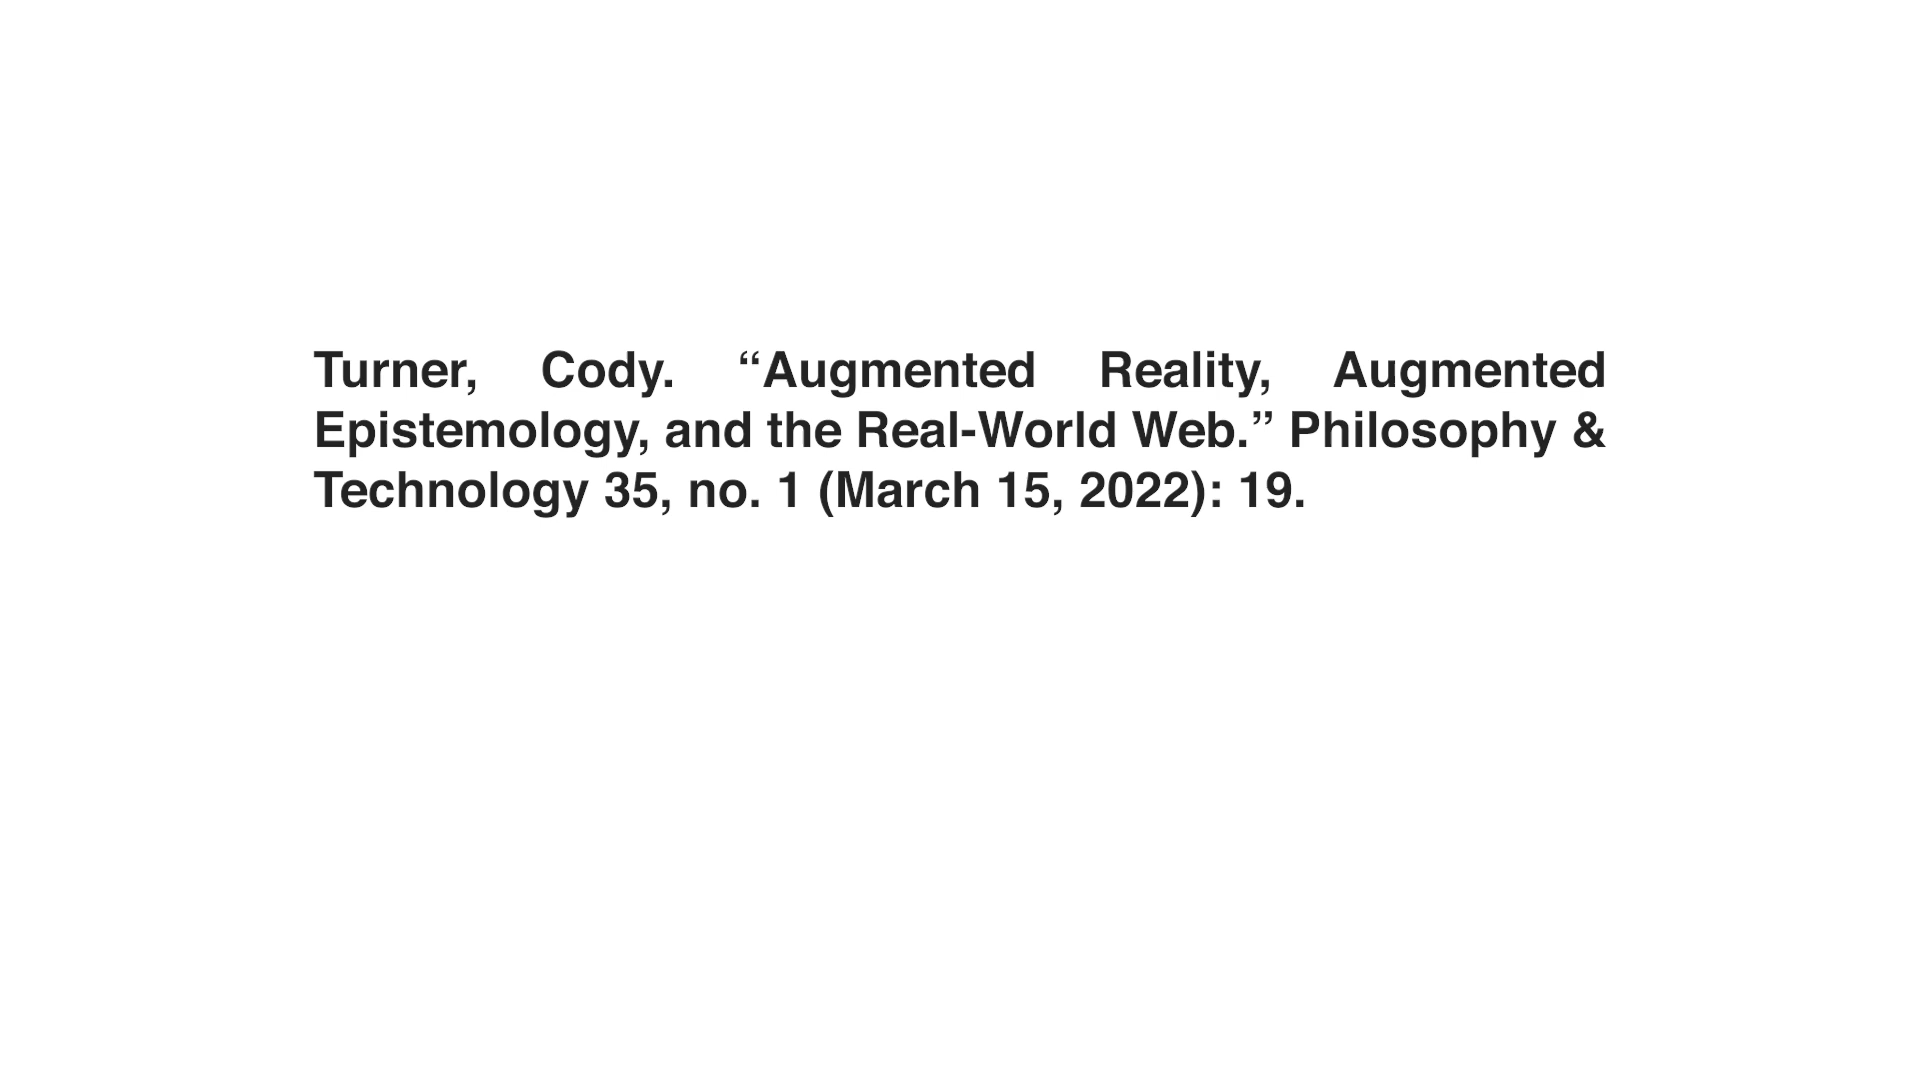 Turner, Cody. “Augmented Reality, Augmented
Epistemology, and the Real-World Web.” Philosophy &
Technology 35, no. 1 (March 15, 2022): 19.